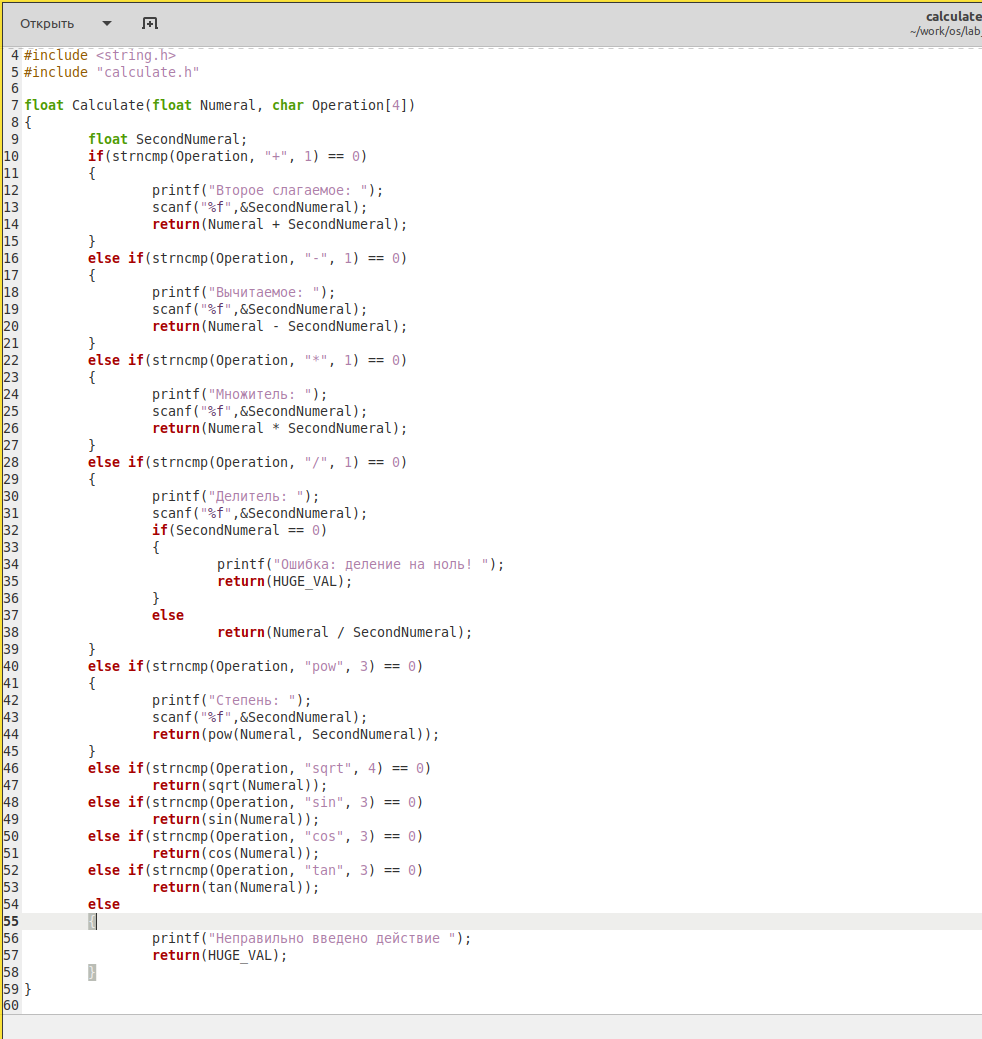 Открыть
calculate
~/work/os/lab_
4 #include <string.h>
5 #include "calculate.h"
6
7 float Calculate(float Numeral, char Operation[4])
8 {
9 float SecondNumeral;
10 if(strncmp(Operation, "+", 1) == 0)
11 {
12 printf("Второе слагаемое: ");
13 scanf("%f",&SecondNumeral);
14 return(Numeral + SecondNumeral);
15 }
16 else if(strncmp(Operation, "-", 1) == 0)
17 {
18 printf("Вычитаемое: ");
19 scanf("%f",&SecondNumeral);
20 return(Numeral - SecondNumeral);
21 }
22 else if(strncmp(Operation, "*", 1) == 0)
23 {
24 printf("Множитель: ");
25 scanf("%f",&SecondNumeral);
26 return(Numeral * SecondNumeral);
27 }
28 else if(strncmp(Operation, "/", 1) == 0)
29 {
30 printf("Делитель: ");
31 scanf("%f",&SecondNumeral);
32 if(SecondNumeral == 0)
33 {
34 printf("Ошибка: деление на ноль! ");
35 return(HUGE_VAL);
36 }
37 else
38 return(Numeral / SecondNumeral);
39 }
40 else if(strncmp(Operation, "pow", 3) == 0)
41 {
42 printf("Степень: ");
43 scanf("%f",&SecondNumeral);
44 return(pow(Numeral, SecondNumeral));
45 }
46 else if(strncmp(Operation, "sqrt", 4) == 0)
47 return(sqrt(Numeral));
48 else if(strncmp(Operation, "sin", 3) == 0)
49 return(sin(Numeral));
50 else if(strncmp(Operation, "cos", 3) == 0)
51 return(cos(Numeral));
52 else if(strncmp(Operation, "tan", 3) == 0)
53 return(tan(Numeral));
54 else
55 {
56 printf("Неправильно введено действие ");
57 return(HUGE_VAL);
58 }
59 }
60